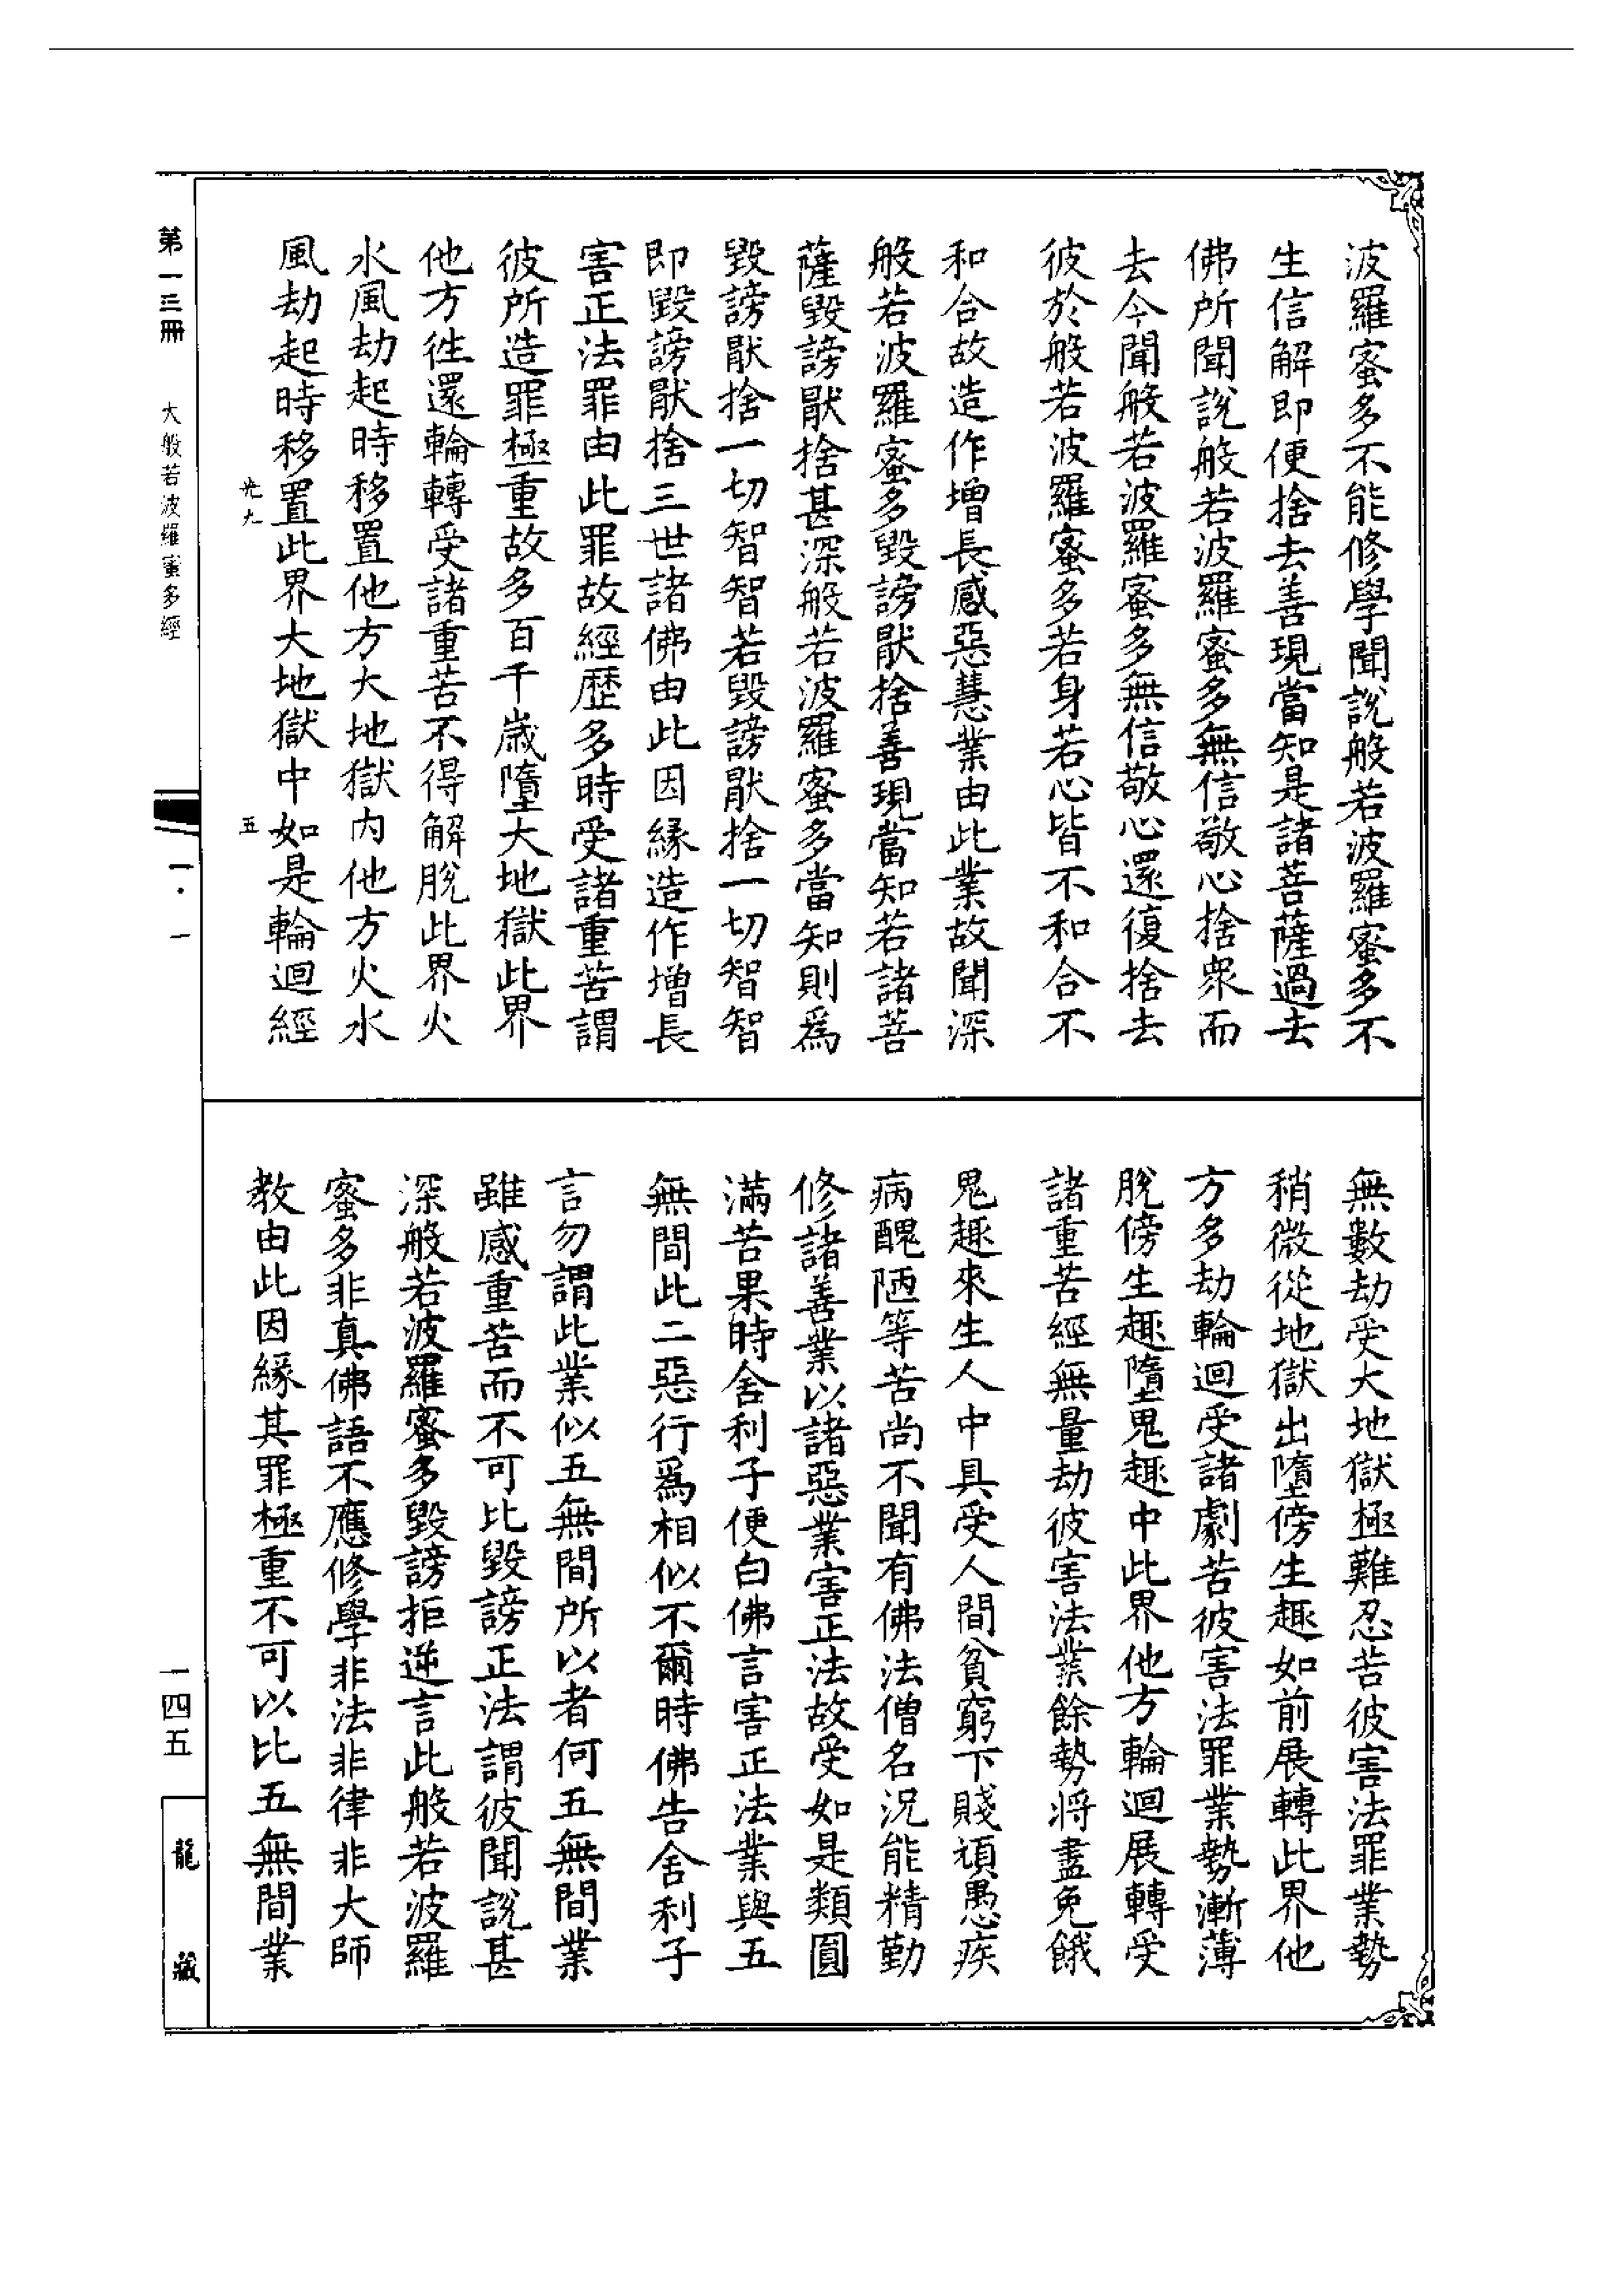 波羅蜜多不能修學聞說般若波羅蜜多不
生信解即便捨去善現當知是諸菩薩過去
佛所聞說般若波羅蜜多無信敬心捨衆而
去今聞般若波羅蜜多無信敬心還復捨去
彼於般若波羅蜜多若身若心皆不和合不
和合故造作增長感惡慧業由此業故聞深
般若波羅蜜多毀謗猒捨善現當知若諸菩
薩毀謗猒捨甚深般若波羅蜜多當知則爲
毀謗猒捨一切智智若毀謗猒捨一切智智
即毀謗猒捨三世諸佛由此因緣造作增長
害正法罪由此罪故經歷多時受諸重苦謂
彼所造罪極重故多百千歲墮大地獄此界
他方徃還輪轉受諸重苦不得解脫此界火
水風劫起時移置他方大地獄內他方火水
風劫起時移置此界大地獄中如是輪迴經
光九 五
無數劫受大地獄極難忍苦彼害法罪業勢
稍微從地獄出墮傍生趣如前展轉此界他
方多劫輪迴受諸劇苦彼害法罪業勢漸薄
脫傍生趣墮鬼趣中此界他方輪迴展轉受
諸重苦經無量劫彼害法業餘勢將盡免餓
鬼趣來生人中具受人間貧窮下賤頑愚疾
病醜陋等苦尚不聞有佛法僧名況能精勤
修諸善業以諸惡業害正法故受如是類圓
滿苦果時舍利子便白佛言害正法業與五
無間此二惡行爲相似不爾時佛告舍利子
言勿謂此業似五無間所以者何五無間業
雖感重苦而不可比毀謗正法謂彼聞說甚
深般若波羅蜜多毀謗拒逆言此般若波羅
蜜多非真佛語不應修學非法非律非大師
教由此因緣其罪極重不可以比五無間業
第一三冊 大般若波羅蜜多經 一·一 一四五 龍藏